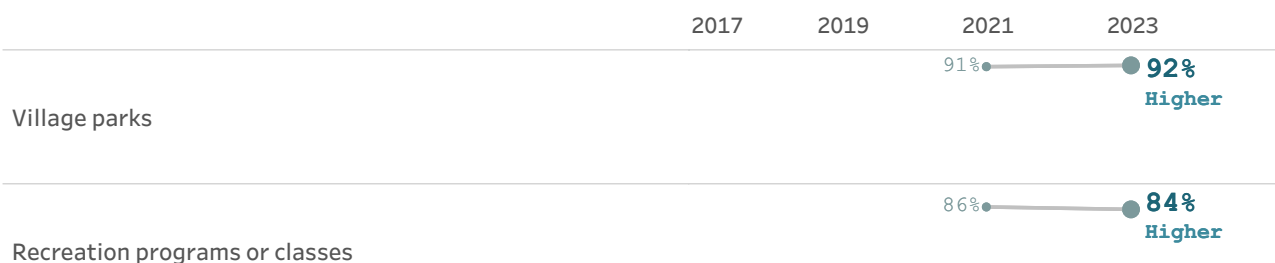 2017 2019 2021 2023
91% 92%
Higher
Village parks
86% 84%
Higher
Recreation programs or classes